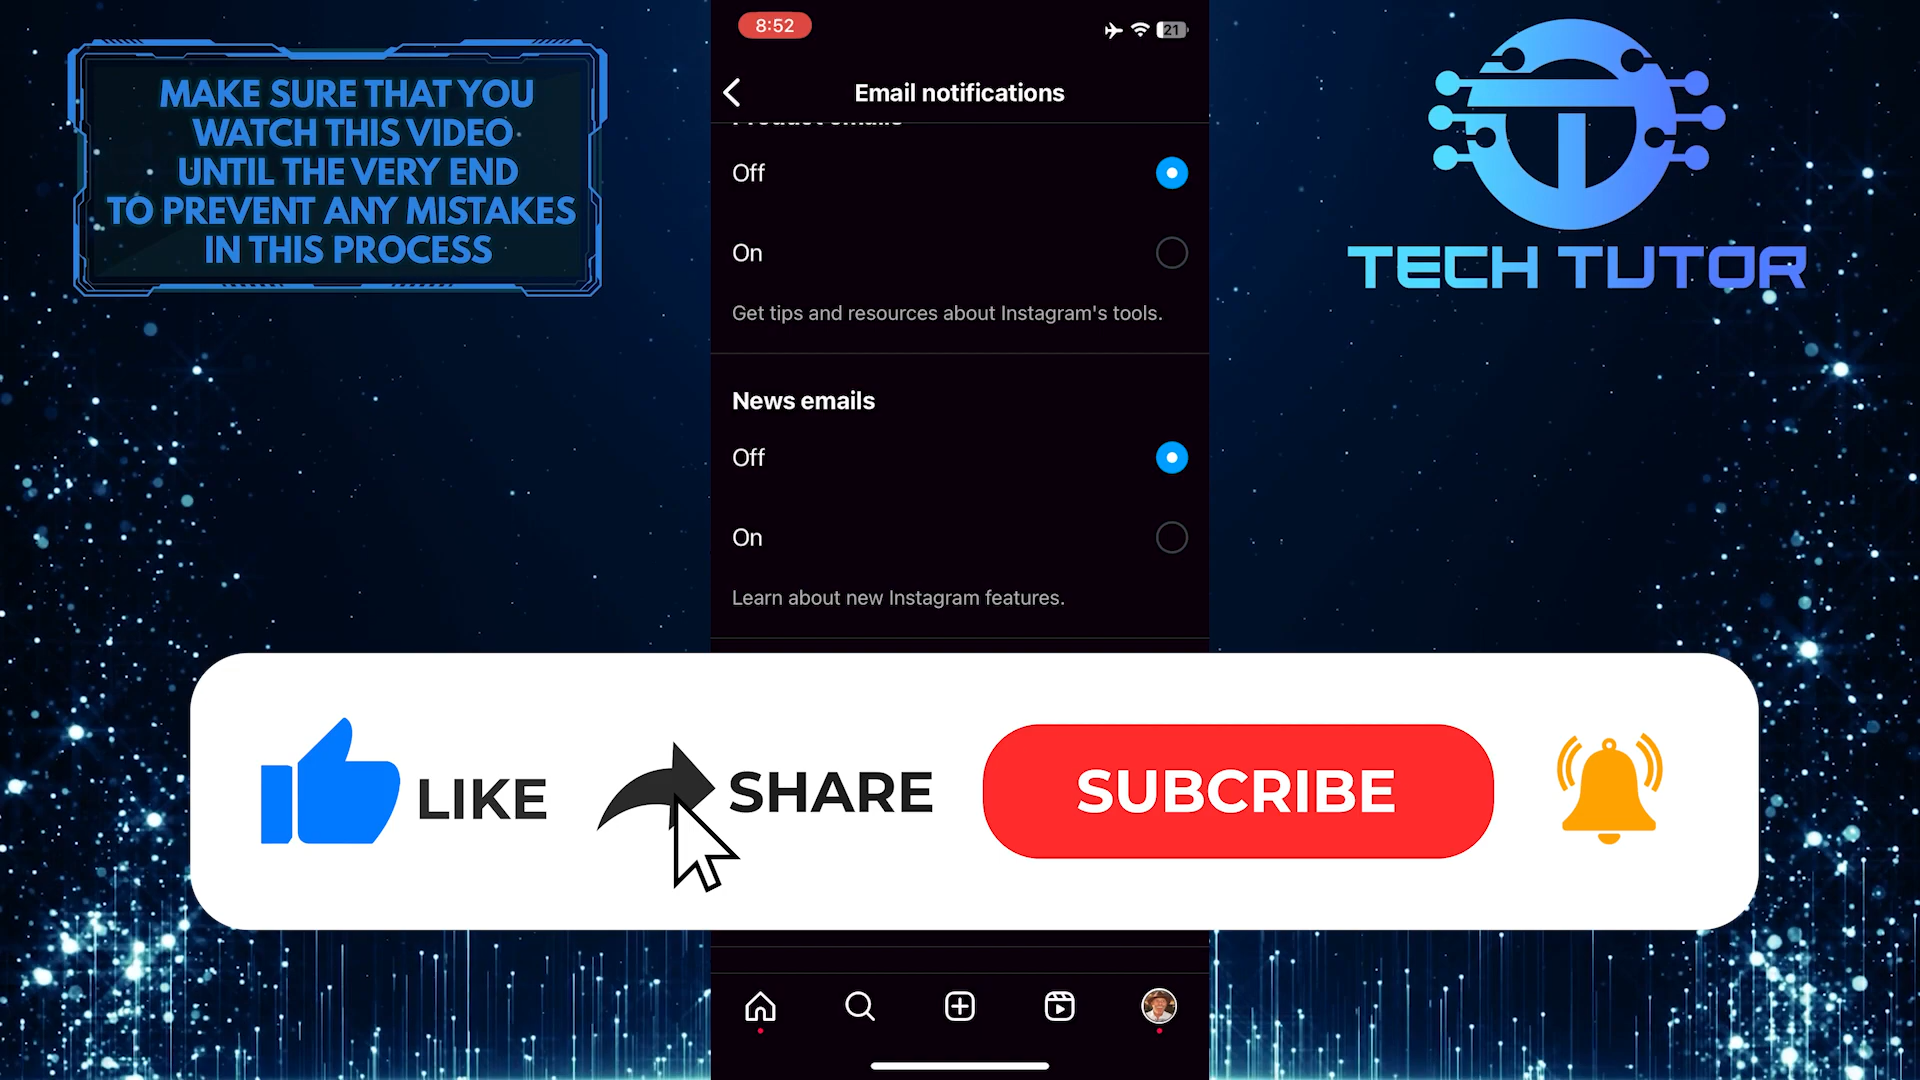 MAKE SURE THAT YOU
WATCH THIS VIDEO
UNTIL THE VERY END
TO PREVENT ANY MISTAKES
IN THIS PROCESS
8:52
21
Email notifications
Product emails
Off
On
Get tips and resources about Instagram's tools.
News emails
Off
On
Learn about new Instagram features.
TECH TUTOR
LIKE
SHARE
SUBCRIBE